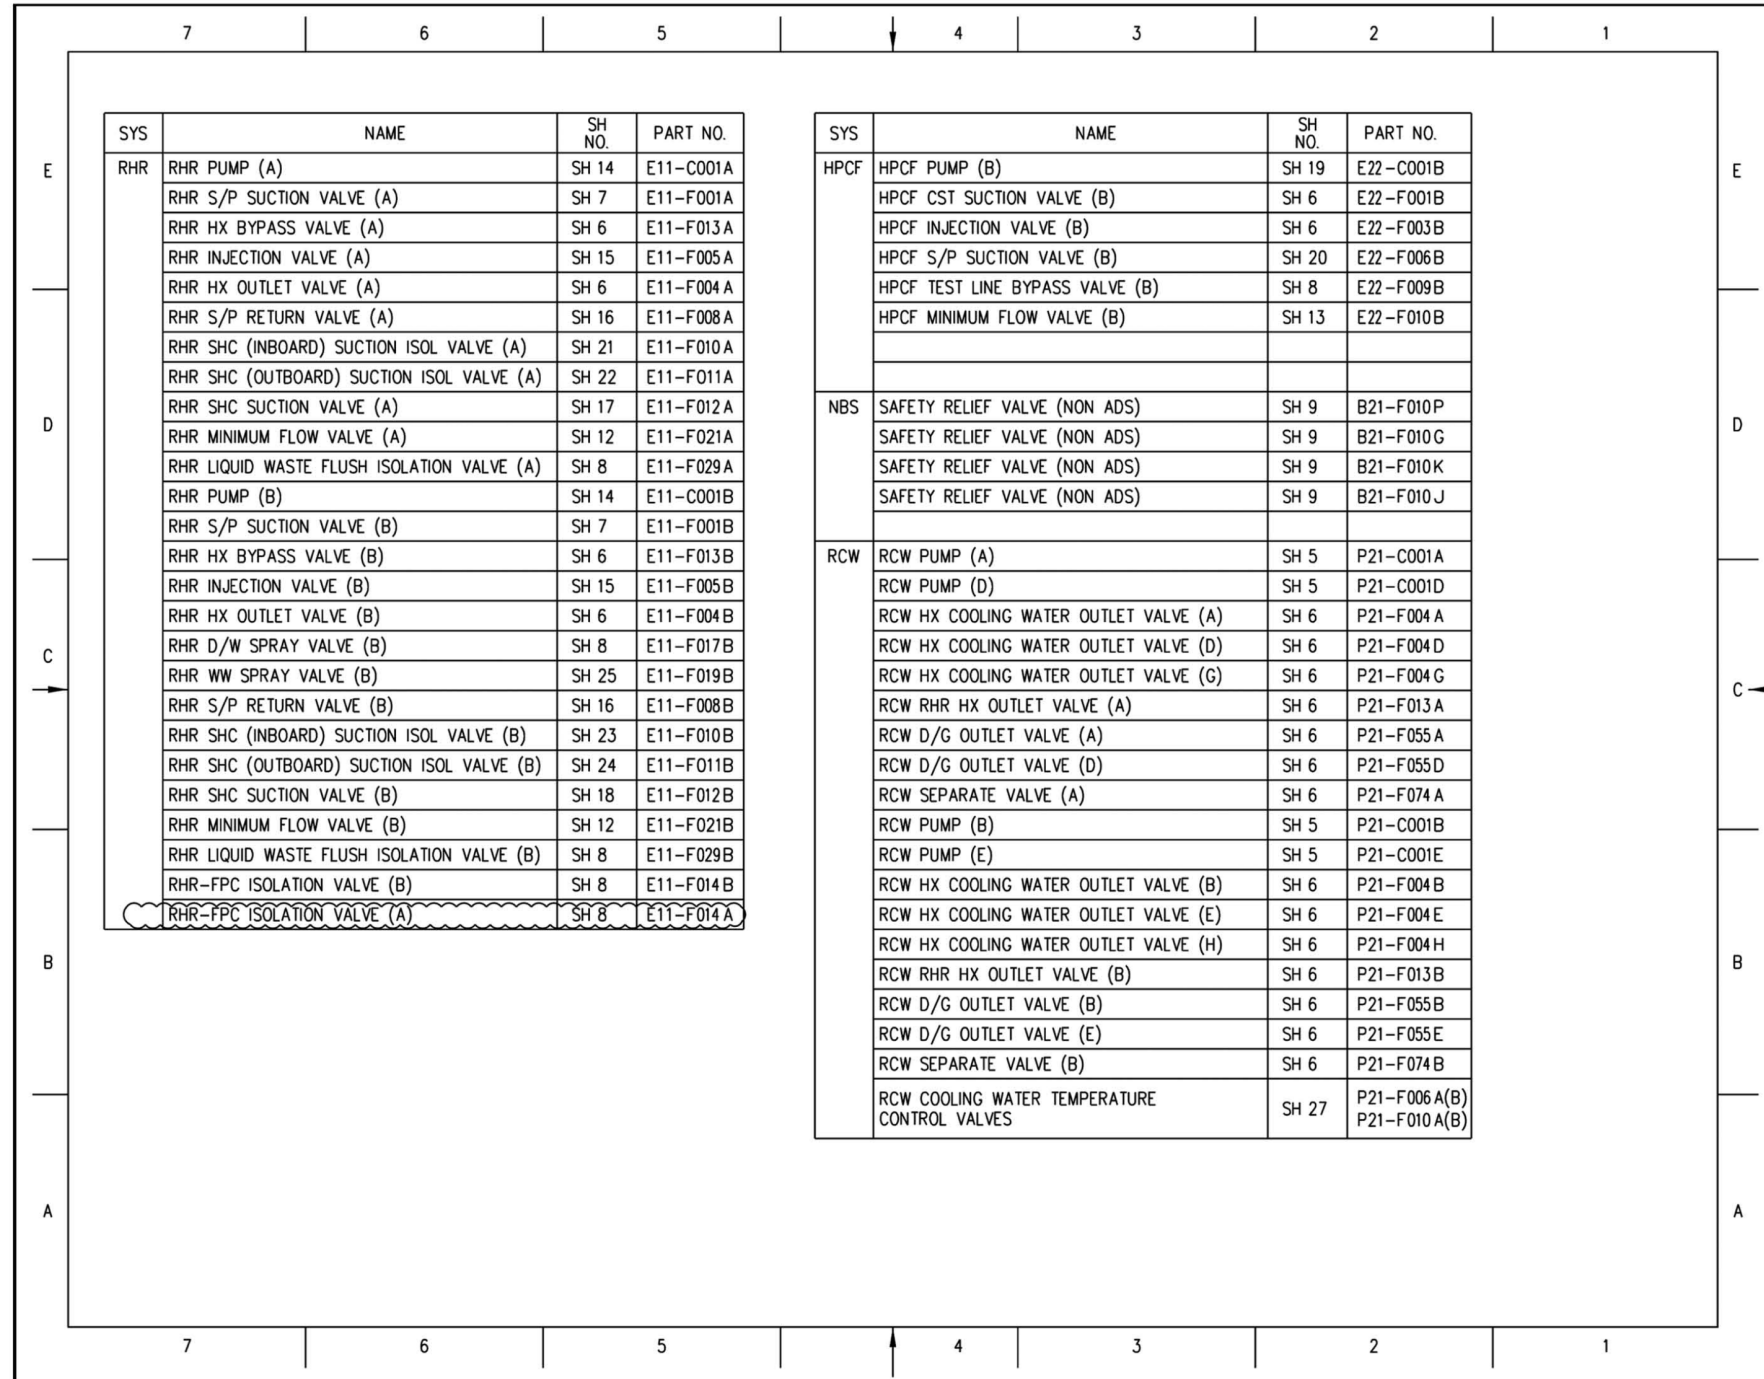 7 6 5 4 3 2 1
SYS NAME SH NO. PART NO.
E
RHR RHR PUMP (A) SH 14 E11-C001A
RHR S/P SUCTION VALVE (A) SH 7 E11-F001A
RHR HX BYPASS VALVE (A) SH 6 E11-F013A
RHR INJECTION VALVE (A) SH 15 E11-F005A
RHR HX OUTLET VALVE (A) SH 6 E11-F004A
RHR S/P RETURN VALVE (A) SH 16 E11-F008A
RHR SHC (INBOARD) SUCTION ISOL VALVE (A) SH 21 E11-F010A
RHR SHC (OUTBOARD) SUCTION ISOL VALVE (A) SH 22 E11-F011A
RHR SHC SUCTION VALVE (A) SH 17 E11-F012A
D
RHR MINIMUM FLOW VALVE (A) SH 12 E11-F021A
RHR LIQUID WASTE FLUSH ISOLATION VALVE (A) SH 8 E11-F029A
RHR PUMP (B) SH 14 E11-C001B
RHR S/P SUCTION VALVE (B) SH 7 E11-F001B
RHR HX BYPASS VALVE (B) SH 6 E11-F013B
RHR INJECTION VALVE (B) SH 15 E11-F005B
RHR HX OUTLET VALVE (B) SH 6 E11-F004B
RHR D/W SPRAY VALVE (B) SH 8 E11-F017B
C
RHR WW SPRAY VALVE (B) SH 25 E11-F019B
RHR S/P RETURN VALVE (B) SH 16 E11-F008B
RHR SHC (INBOARD) SUCTION ISOL VALVE (B) SH 23 E11-F010B
RHR SHC (OUTBOARD) SUCTION ISOL VALVE (B) SH 24 E11-F011B
RHR SHC SUCTION VALVE (B) SH 18 E11-F012B
RHR MINIMUM FLOW VALVE (B) SH 12 E11-F021B
RHR LIQUID WASTE FLUSH ISOLATION VALVE (B) SH 8 E11-F029B
RHR-FPC ISOLATION VALVE (B) SH 8 E11-F014B
RHR-FPC ISOLATION VALVE (A) SH 8 E11-F014A
B
A
SYS NAME SH NO. PART NO.
HPCF HPCF PUMP (B) SH 19 E22-C001B
E
HPCF CST SUCTION VALVE (B) SH 6 E22-F001B
HPCF INJECTION VALVE (B) SH 6 E22-F003B
HPCF S/P SUCTION VALVE (B) SH 20 E22-F006B
HPCF TEST LINE BYPASS VALVE (B) SH 8 E22-F009B
HPCF MINIMUM FLOW VALVE (B) SH 13 E22-F010B
NBS SAFETY RELIEF VALVE (NON ADS) SH 9 B21-F010P
D
SAFETY RELIEF VALVE (NON ADS) SH 9 B21-F010G
SAFETY RELIEF VALVE (NON ADS) SH 9 B21-F010K
SAFETY RELIEF VALVE (NON ADS) SH 9 B21-F010J
RCW RCW PUMP (A) SH 5 P21-C001A
RCW PUMP (D) SH 5 P21-C001D
RCW HX COOLING WATER OUTLET VALVE (A) SH 6 P21-F004A
RCW HX COOLING WATER OUTLET VALVE (D) SH 6 P21-F004D
RCW HX COOLING WATER OUTLET VALVE (G) SH 6 P21-F004G
C
RCW RHR HX OUTLET VALVE (A) SH 6 P21-F013A
RCW D/G OUTLET VALVE (A) SH 6 P21-F055A
RCW D/G OUTLET VALVE (D) SH 6 P21-F055D
RCW SEPARATE VALVE (A) SH 6 P21-F074A
RCW PUMP (B) SH 5 P21-C001B
RCW PUMP (E) SH 5 P21-C001E
RCW HX COOLING WATER OUTLET VALVE (B) SH 6 P21-F004B
RCW HX COOLING WATER OUTLET VALVE (E) SH 6 P21-F004E
RCW HX COOLING WATER OUTLET VALVE (H) SH 6 P21-F004H
B
RCW RHR HX OUTLET VALVE (B) SH 6 P21-F013B
RCW D/G OUTLET VALVE (B) SH 6 P21-F055B
RCW D/G OUTLET VALVE (E) SH 6 P21-F055E
RCW SEPARATE VALVE (B) SH 6 P21-F074B
RCW COOLING WATER TEMPERATURE
CONTROL VALVES
SH 27
P21-F006A(B)
P21-F010A(B)
A
7 6 5 4 3 2 1